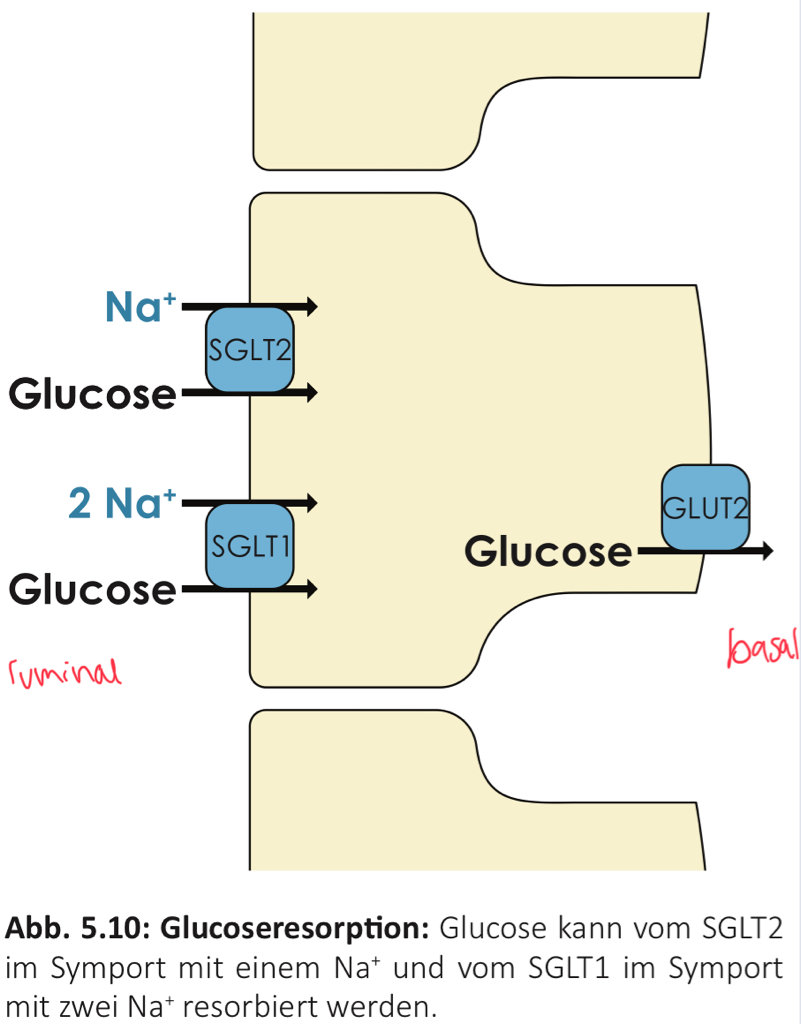 Na⁺
SGLT2
Glucose
2 Na⁺
GLUT2
SGLT1
Glucose
Glucose
ruminal
basal
Abb. 5.10: Glucoseresorption: Glucose kann vom SGLT2
im Symport mit einem Na⁺ und vom SGLT1 im Symport
mit zwei Na⁺ resorbiert werden.